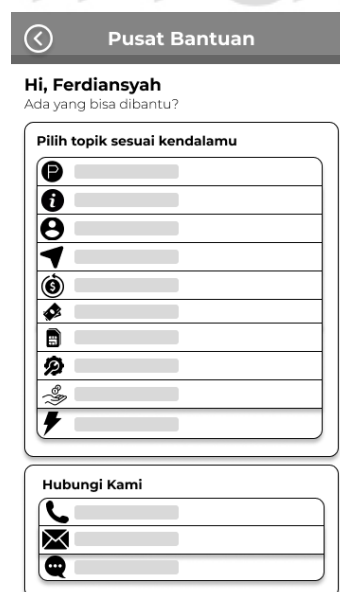 Pusat Bantuan
Hi, Ferdiansyah
Ada yang bisa dibantu?
Pilih topik sesuai kendalamu
P
i
$
Hubungi Kami